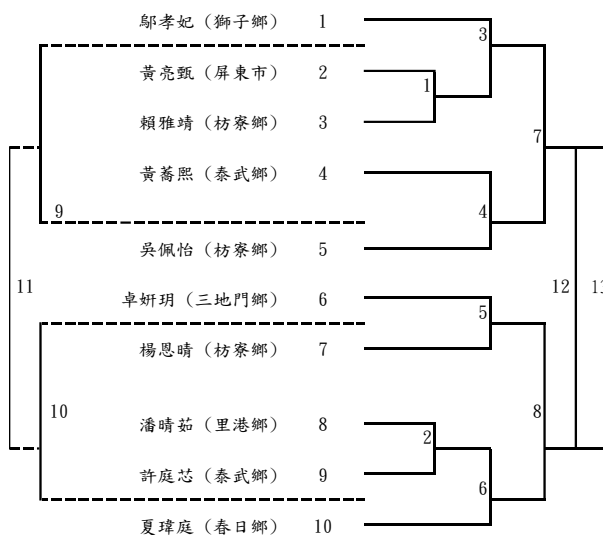 鄔孝妃 (獅子鄉) 1
3
黃亮甄 (屏東市) 2
1
賴雅靖 (枋寮鄉) 3
7
黃蕎熙 (泰武鄉) 4
9
4
吳佩怡 (枋寮鄉) 5
11
12
13
卓姸玥 (三地門鄉) 6
5
楊恩晴 (枋寮鄉) 7
10
8
潘晴茹 (里港鄉) 8
2
許庭芯 (泰武鄉) 9
6
夏瑋庭 (春日鄉) 10